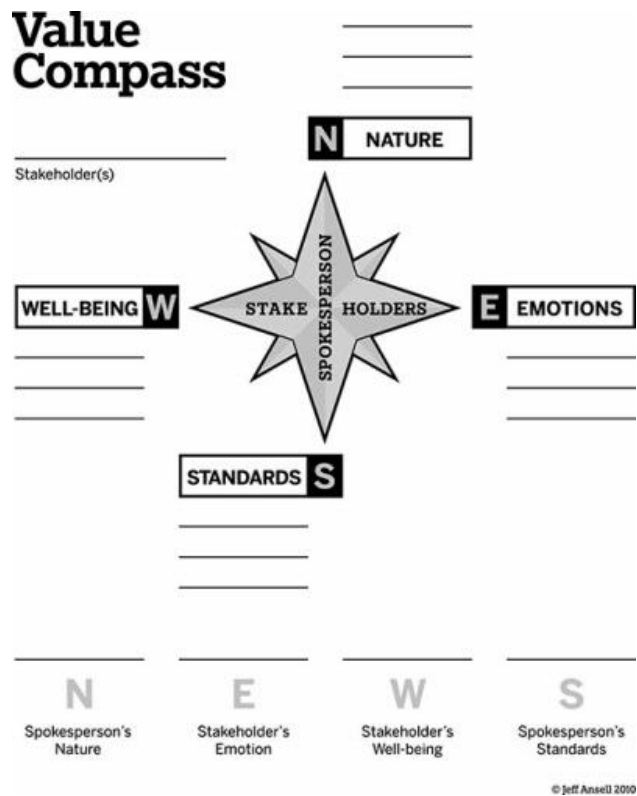 Value
Compass
N NATURE
Stakeholder(s)
WELL-BEING W
STAKE HOLDERS
SPOKESPERSON
E EMOTIONS
STANDARDS S
N E W S
Spokesperson's Stakeholder's Stakeholder's Spokesperson's
Nature Emotion Well-being Standards
© Jeff Ansell 2010